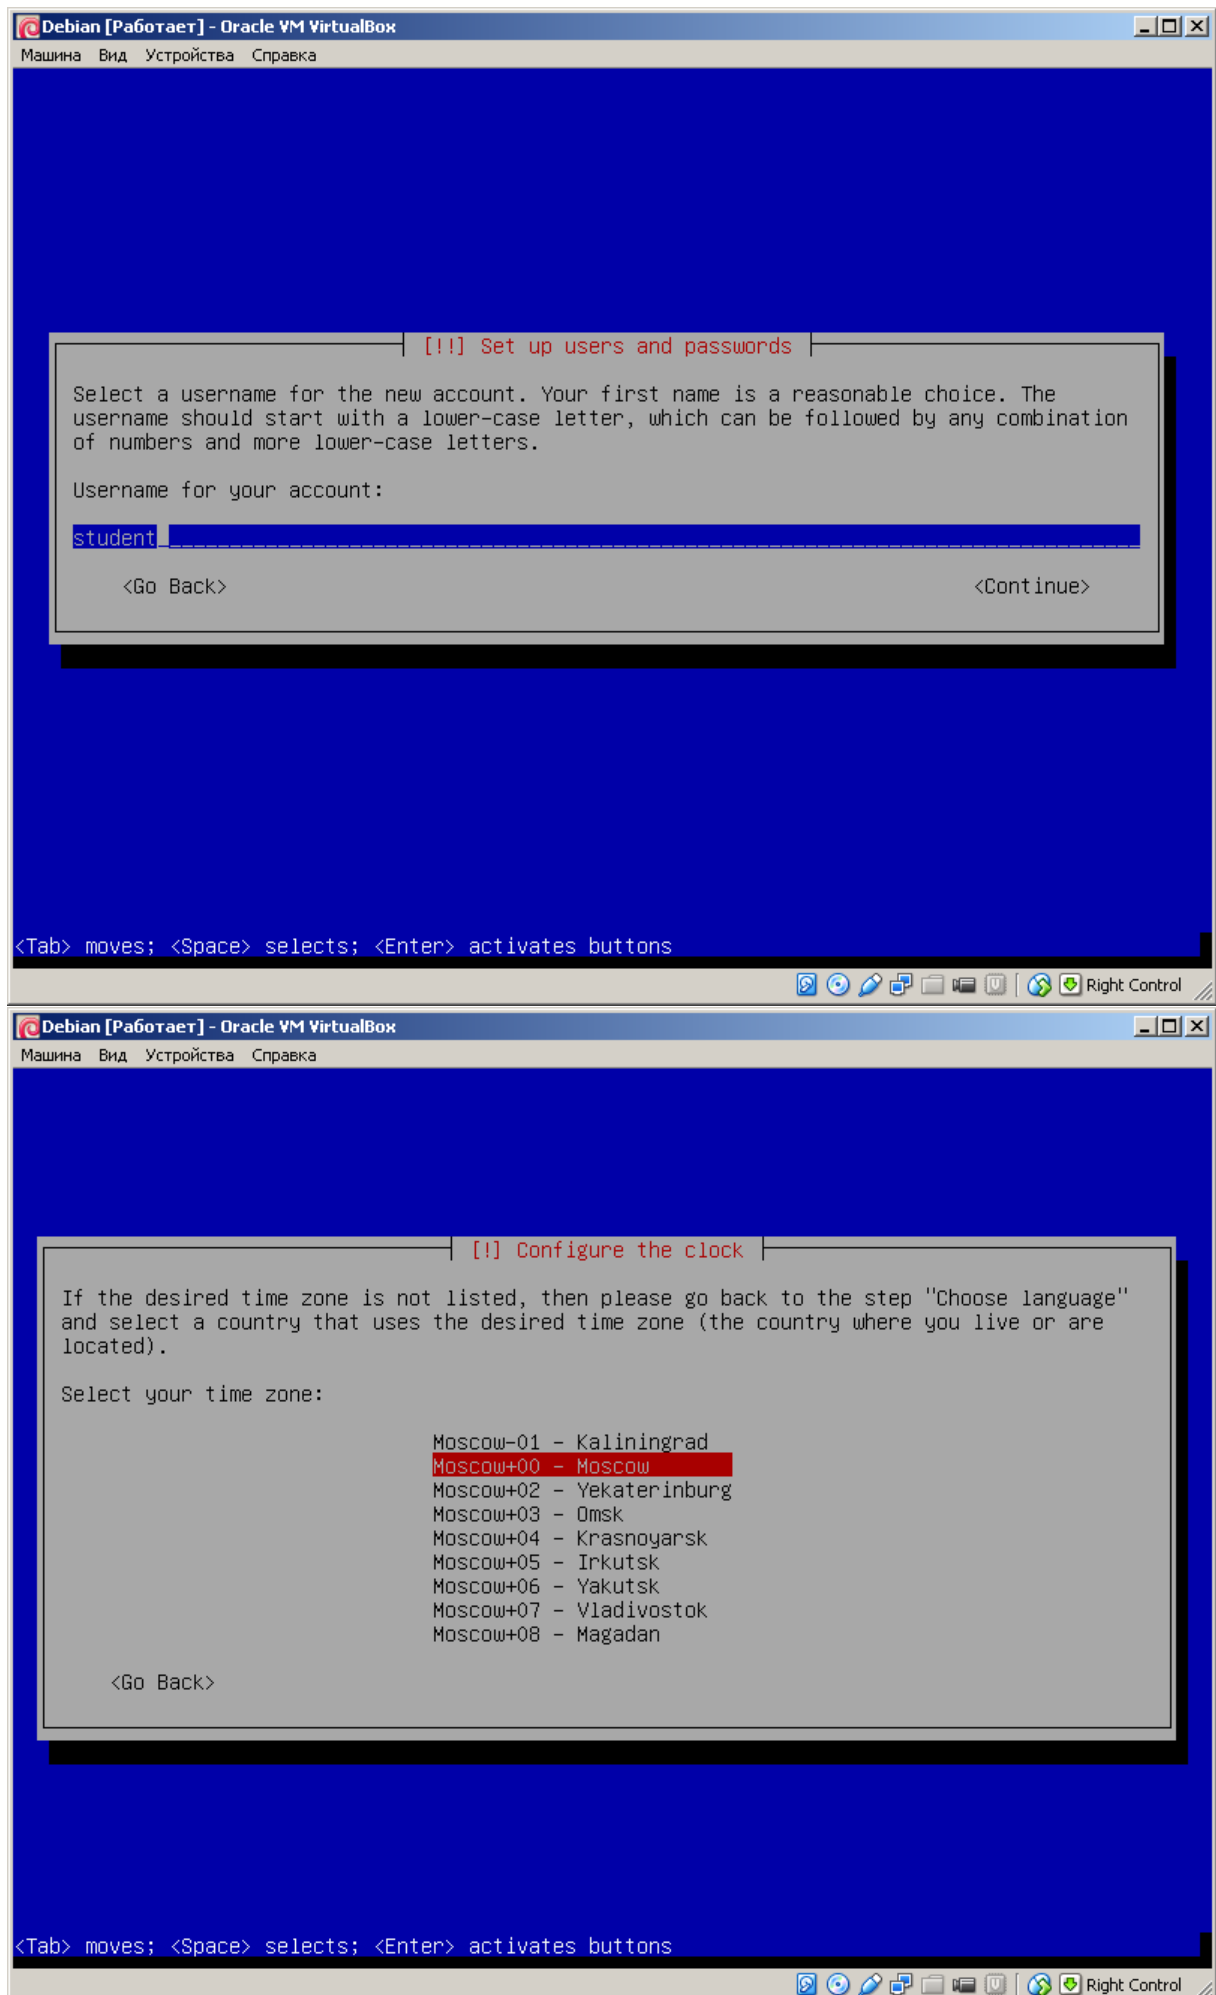 Debian [Работает] - Oracle VM VirtualBox
Машина Вид Устройства Справка
[!!] Set up users and passwords
Select a username for the new account. Your first name is a reasonable choice. The
username should start with a lower-case letter, which can be followed by any combination
of numbers and more lower-case letters.
Username for your account:
student
<Go Back> <Continue>
<Tab> moves; <Space> selects; <Enter> activates buttons
Right Control
Debian [Работает] - Oracle VM VirtualBox
Машина Вид Устройства Справка
[!] Configure the clock
If the desired time zone is not listed, then please go back to the step "Choose language"
and select a country that uses the desired time zone (the country where you live or are
located).
Select your time zone:
Moscow-01 - Kaliningrad
Moscow+00 - Moscow
Moscow+02 - Yekaterinburg
Moscow+03 - Omsk
Moscow+04 - Krasnoyarsk
Moscow+05 - Irkutsk
Moscow+06 - Yakutsk
Moscow+07 - Vladivostok
Moscow+08 - Magadan
<Go Back>
<Tab> moves; <Space> selects; <Enter> activates buttons
Right Control